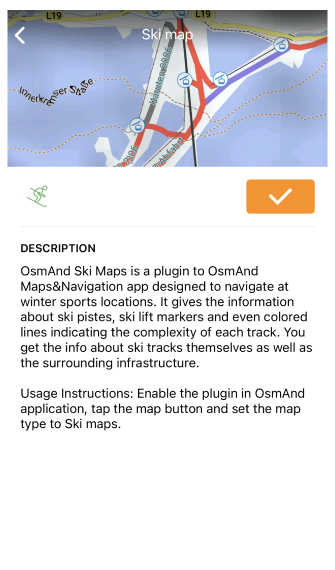 L19
L19
Ski map
Innerkremser Straße
DESCRIPTION
OsmAnd Ski Maps is a plugin to OsmAnd
Maps&Navigation app designed to navigate at
winter sports locations. It gives the information
about ski pistes, ski lift markers and even colored
lines indicating the complexity of each track. You
get the info about ski tracks themselves as well as
the surrounding infrastructure.
Usage Instructions: Enable the plugin in OsmAnd
application, tap the map button and set the map
type to Ski maps.